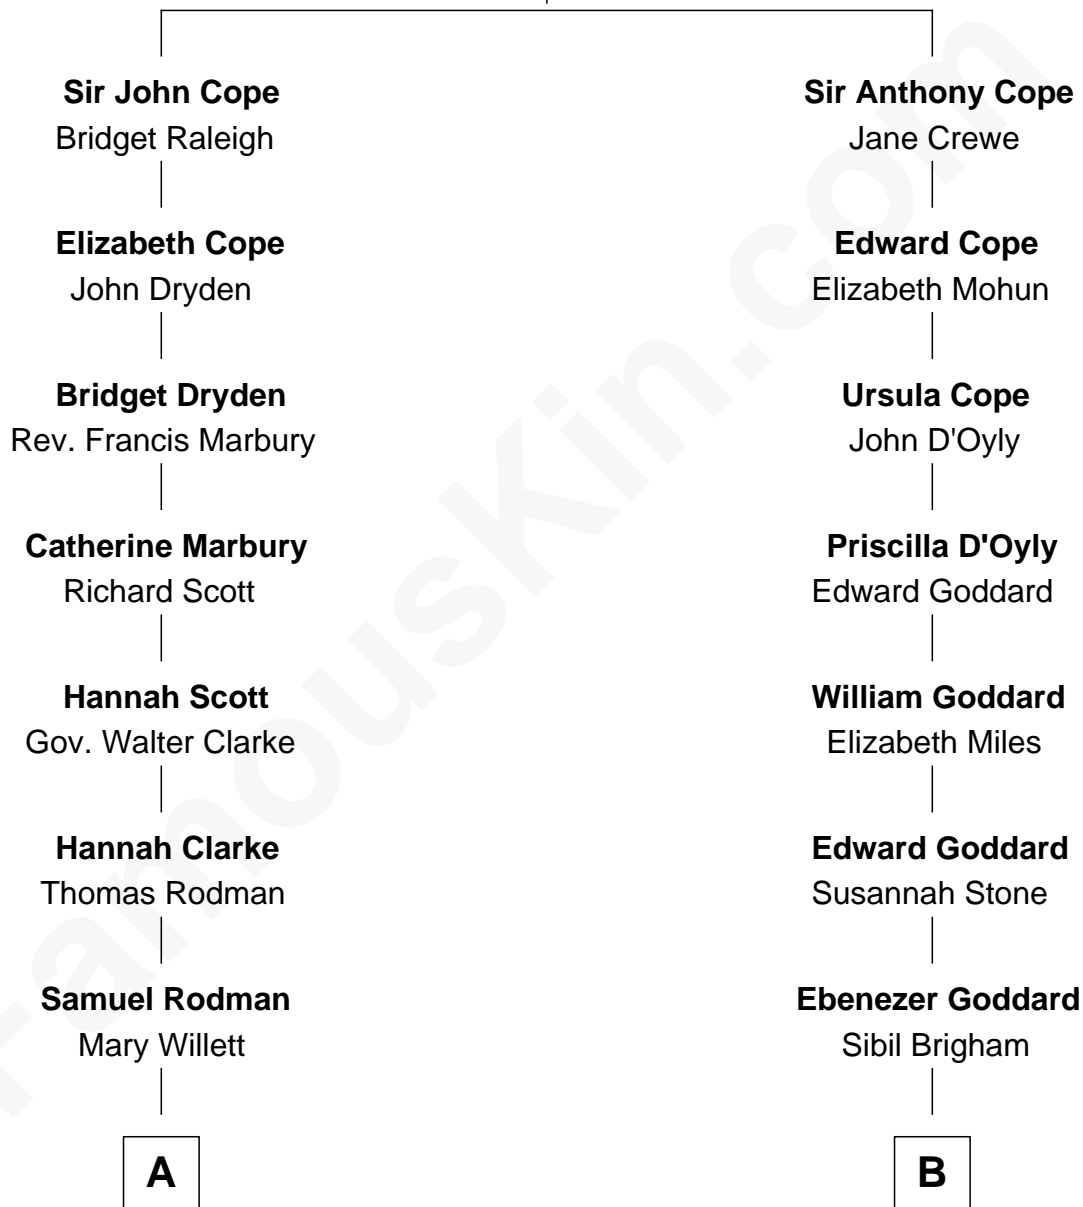 Sir John Cope
Bridget Raleigh
Elizabeth Cope
John Dryden
Bridget Dryden
Rev. Francis Marbury
Catherine Marbury
Richard Scott
Hannah Scott
Gov. Walter Clarke
Hannah Clarke
Thomas Rodman
Samuel Rodman
Mary Willett
A
Sir Anthony Cope
Jane Crewe
Edward Cope
Elizabeth Mohun
Ursula Cope
John D'Oyly
Priscilla D'Oyly
Edward Goddard
William Goddard
Elizabeth Miles
Edward Goddard
Susannah Stone
Ebenezer Goddard
Sibil Brigham
B
FamousKin.com